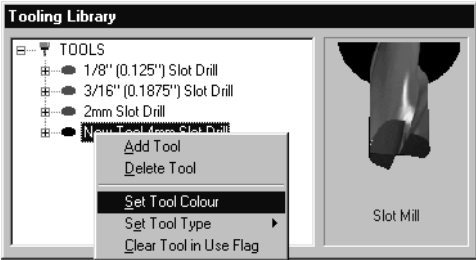 Tooling Library
TOOLS
1/8" (0.125") Slot Drill
3/16" (0.1875") Slot Drill
2mm Slot Drill
New Tool 4mm Slot Drill
Add Tool
Delete Tool
Set Tool Colour
Set Tool Type
Clear Tool in Use Flag
Slot Mill